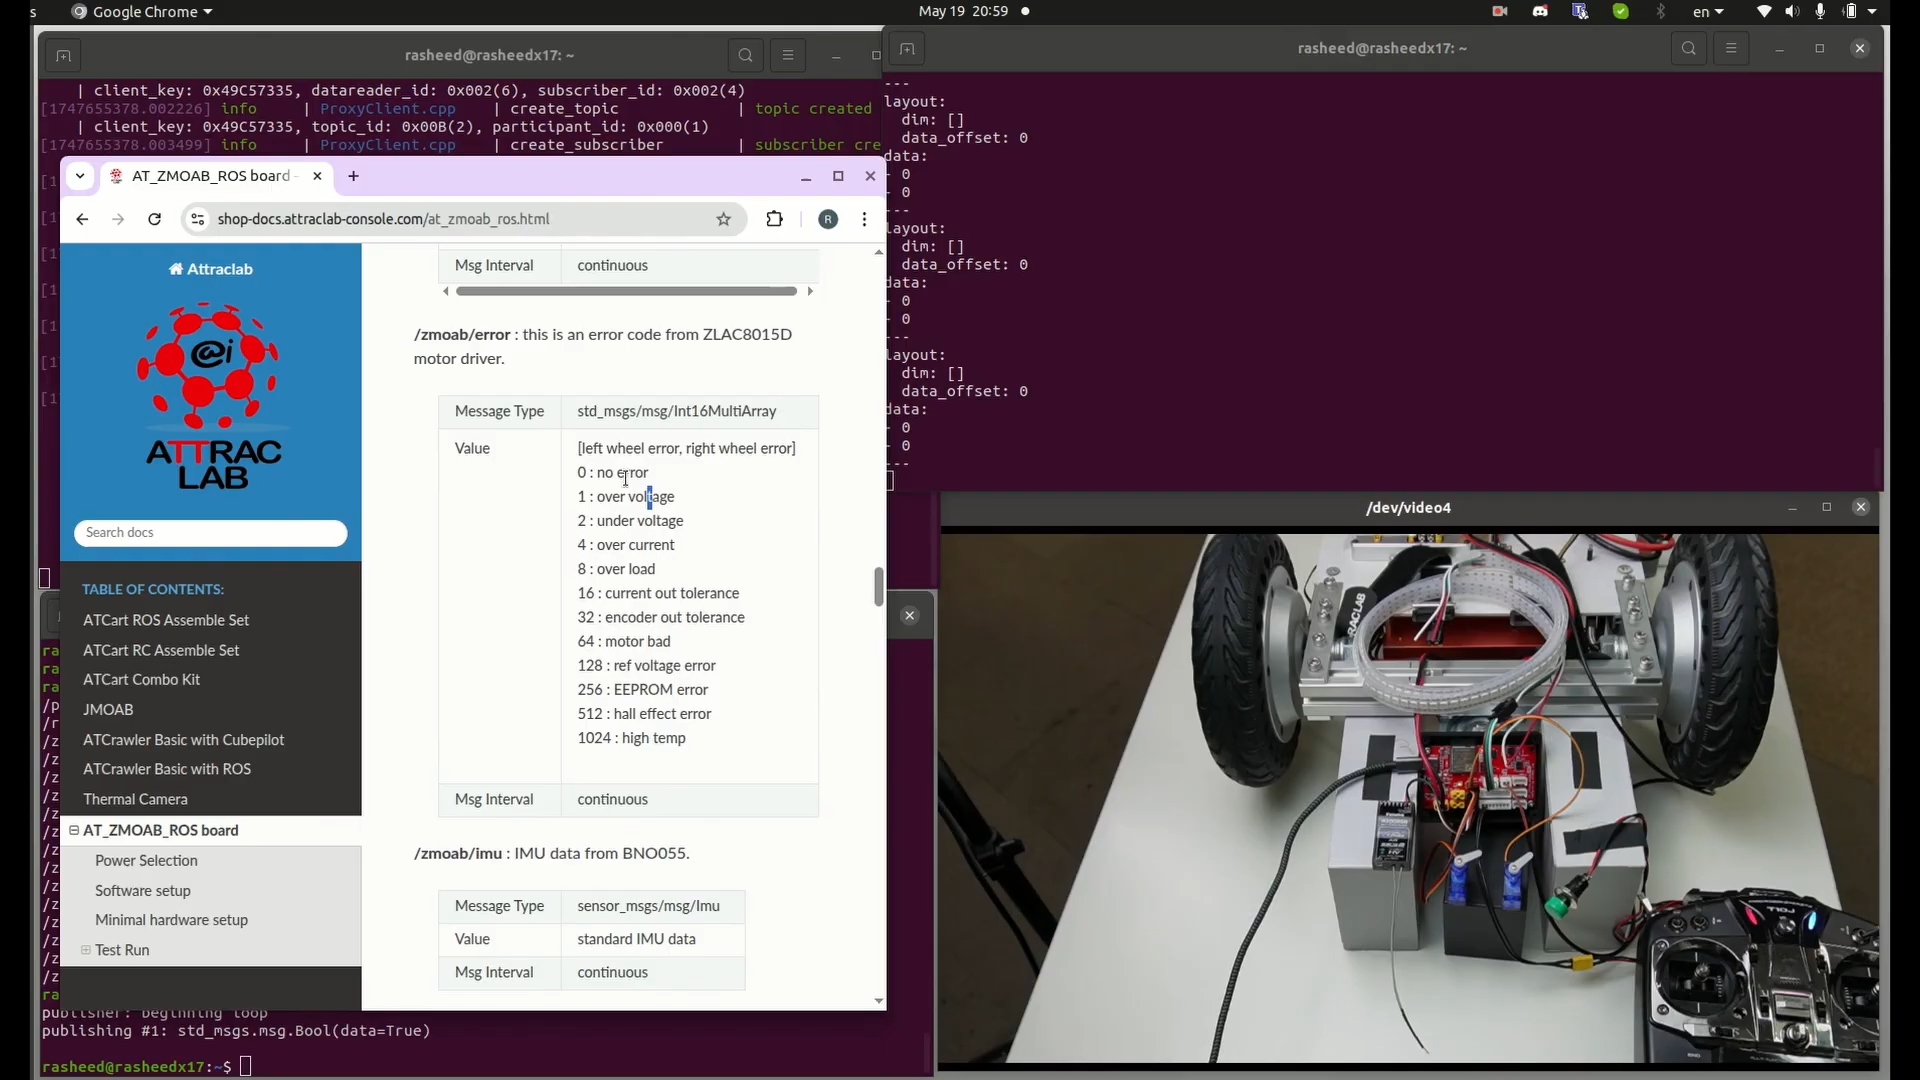 s
Google Chrome
May 19 20:59
en
rasheed@rasheedx17: ~
| client_key: 0x49C57335, datareader_id: 0x002(6), subscriber_id: 0x002(4)
[1747655378.002226] info | ProxyClient.cpp | create_topic | topic created
| client_key: 0x49C57335, topic_id: 0x00B(2), participant_id: 0x000(1)
[1747655378.003499] info | ProxyClient.cpp | create_subscriber | subscriber cre
AT_ZMOAB_ROS board -
shop-docs.attraclab-console.com/at_zmoab_ros.html
R
Attraclab
@i
ATTRAC
LAB
Search docs
TABLE OF CONTENTS:
ATCart ROS Assemble Set
ATCart RC Assemble Set
ATCart Combo Kit
JMOAB
ATCrawler Basic with Cubepilot
ATCrawler Basic with ROS
Thermal Camera
AT_ZMOAB_ROS board
Power Selection
Software setup
Minimal hardware setup
Test Run
Msg Interval continuous
/zmoab/error : this is an error code from ZLAC8015D
motor driver.
Message Type std_msgs/msg/Int16MultiArray
Value [left wheel error, right wheel error]
0 : no error
1 : over voltage
2 : under voltage
4 : over current
8 : over load
16 : current out tolerance
32 : encoder out tolerance
64 : motor bad
128 : ref voltage error
256 : EEPROM error
512 : hall effect error
1024 : high temp
Msg Interval continuous
/zmoab/imu : IMU data from BNO055.
Message Type sensor_msgs/msg/Imu
Value standard IMU data
Msg Interval continuous
publisher: beginning loop
publishing #1: std_msgs.msg.Bool(data=True)
rasheed@rasheedx17:~$
rasheed@rasheedx17: ~
---
layout:
dim: []
data_offset: 0
data:
- 0
- 0
---
layout:
dim: []
data_offset: 0
data:
- 0
- 0
---
layout:
dim: []
data_offset: 0
data:
- 0
- 0
---
/dev/video4